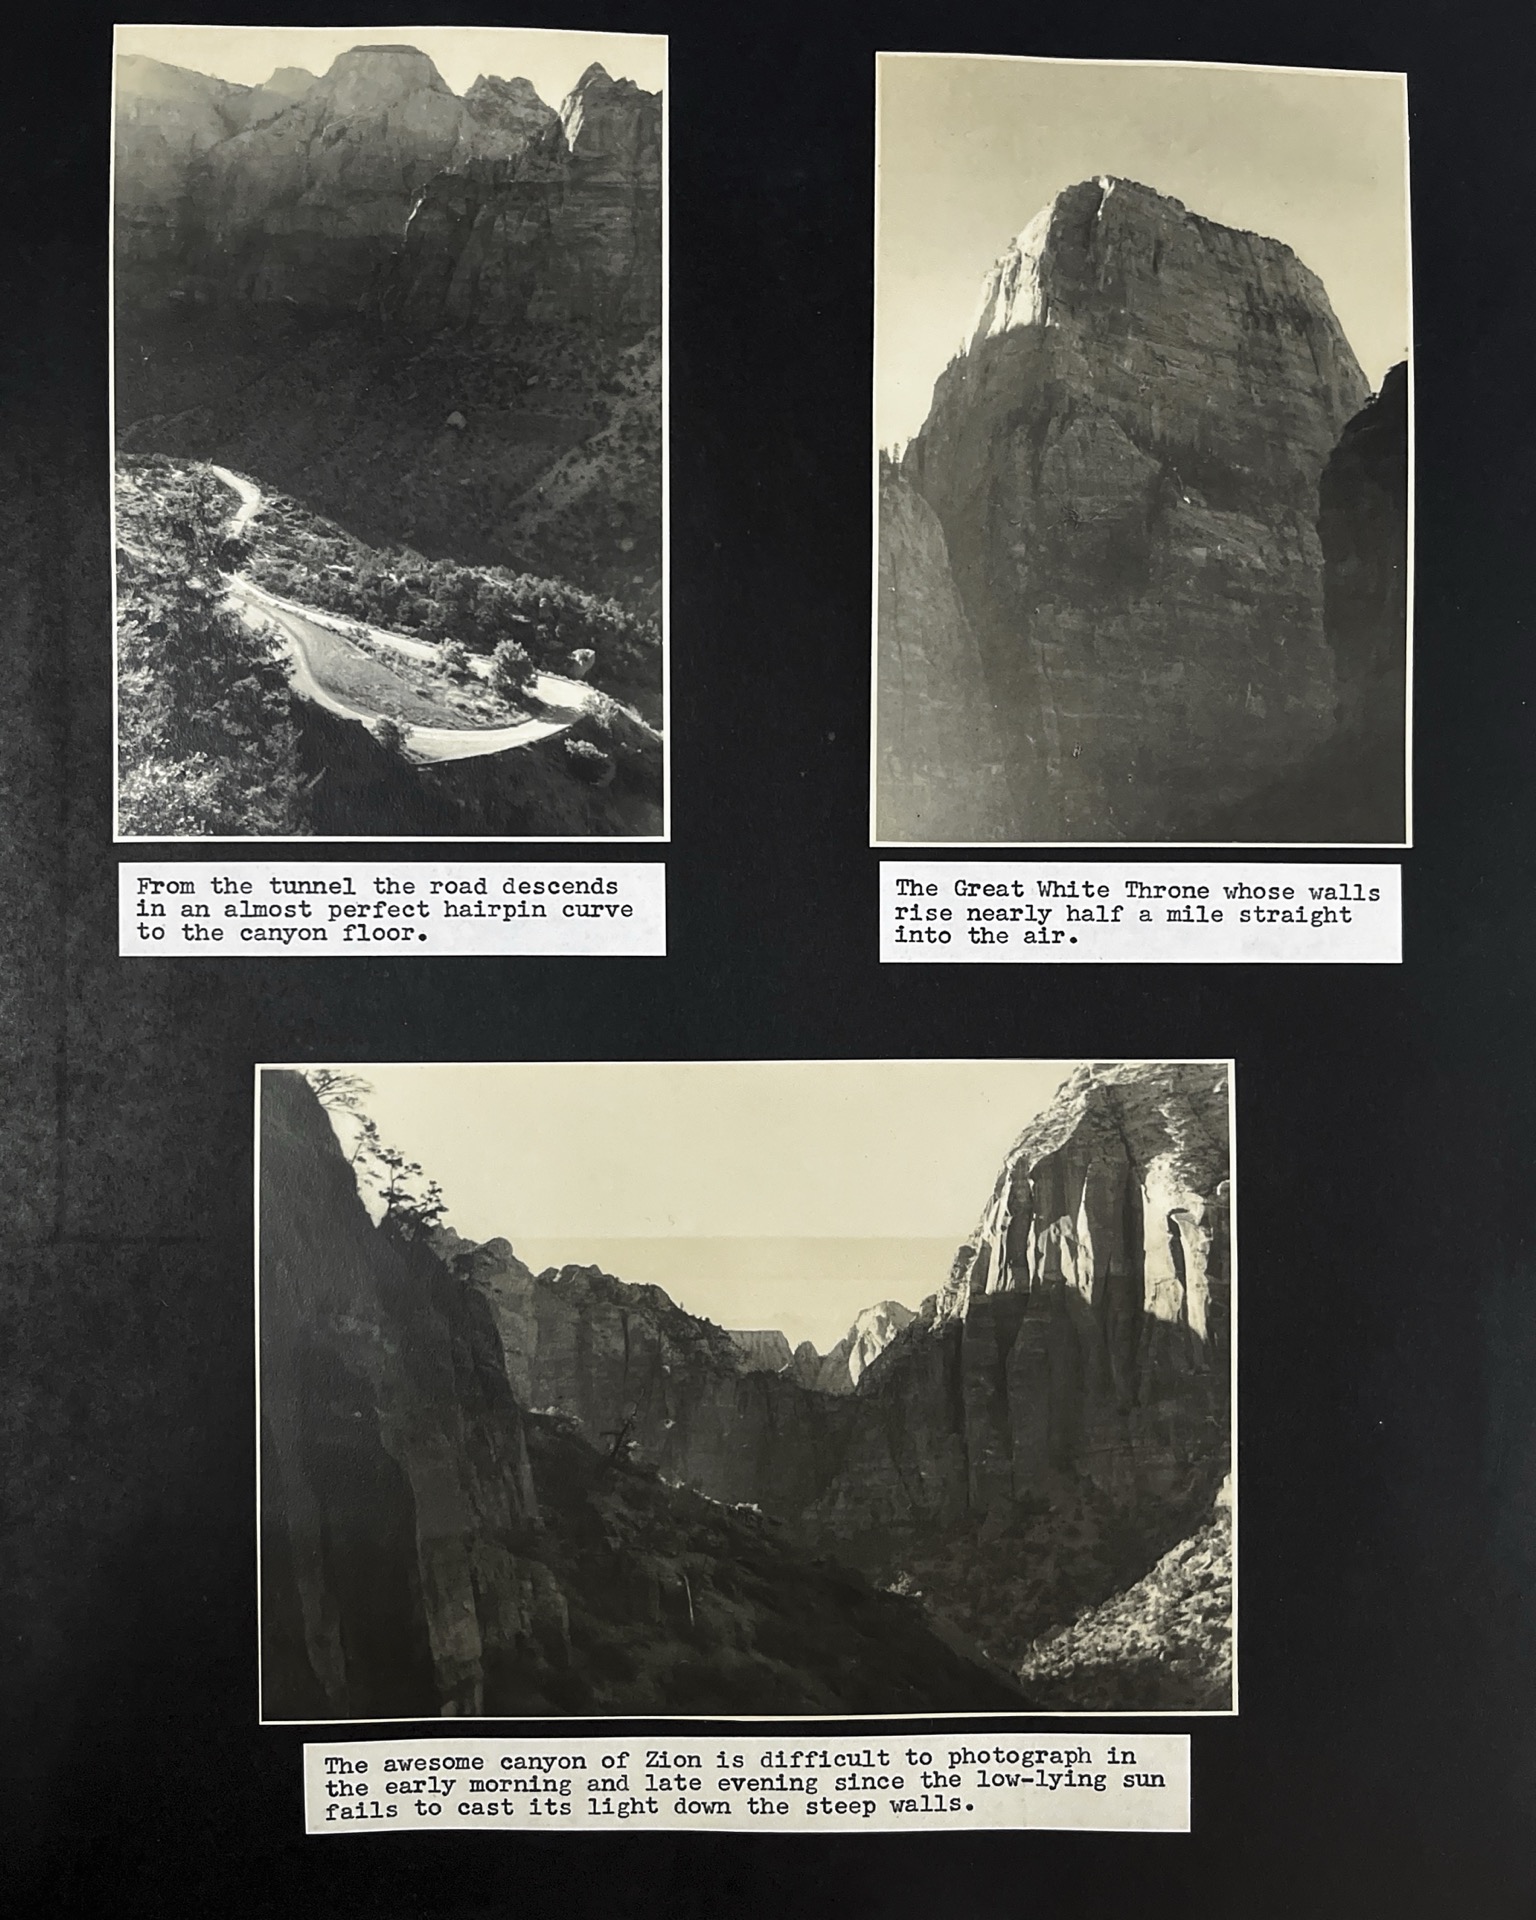 From the tunnel the road descends
in an almost perfect hairpin curve
to the canyon floor.
The Great White Throne whose walls
rise nearly half a mile straight
into the air.
The awesome canyon of Zion is difficult to photograph in
the early morning and late evening since the low-lying sun
fails to cast its light down the steep walls.